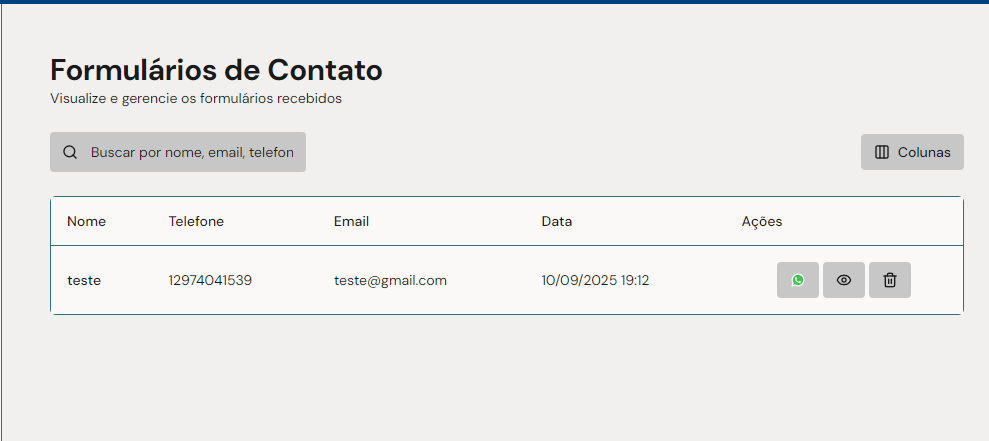 Formulários de Contato
Visualize e gerencie os formulários recebidos
Buscar por nome, email, telefon
Colunas
Nome Telefone Email Data Ações
teste 12974041539 teste@gmail.com 10/09/2025 19:12